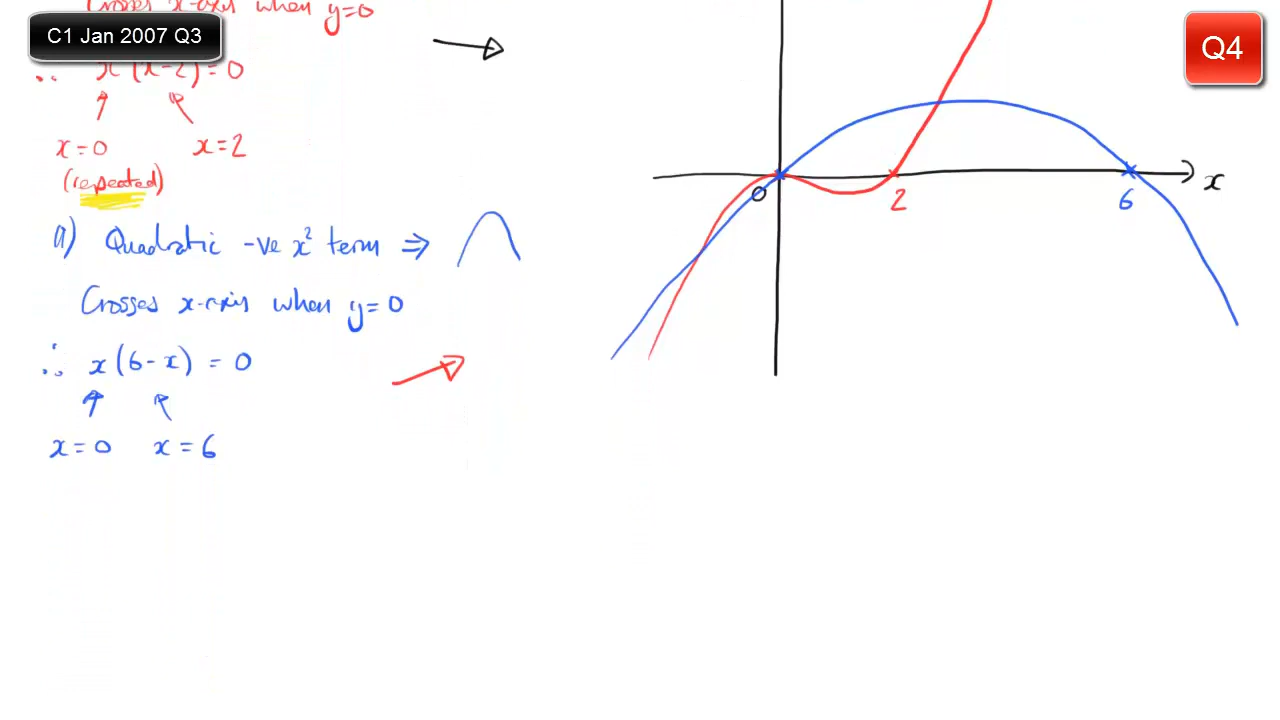 Crosses x-axis when y=0
C1 Jan 2007 Q3
Q4
∴ x (x-2) = 0
x=0 x=2
(repeated)
a) Quadratic -ve x² term ⇒
Crosses x-axis when y=0
∴ x(6-x) = 0
x=0 x=6
0 2 6 x